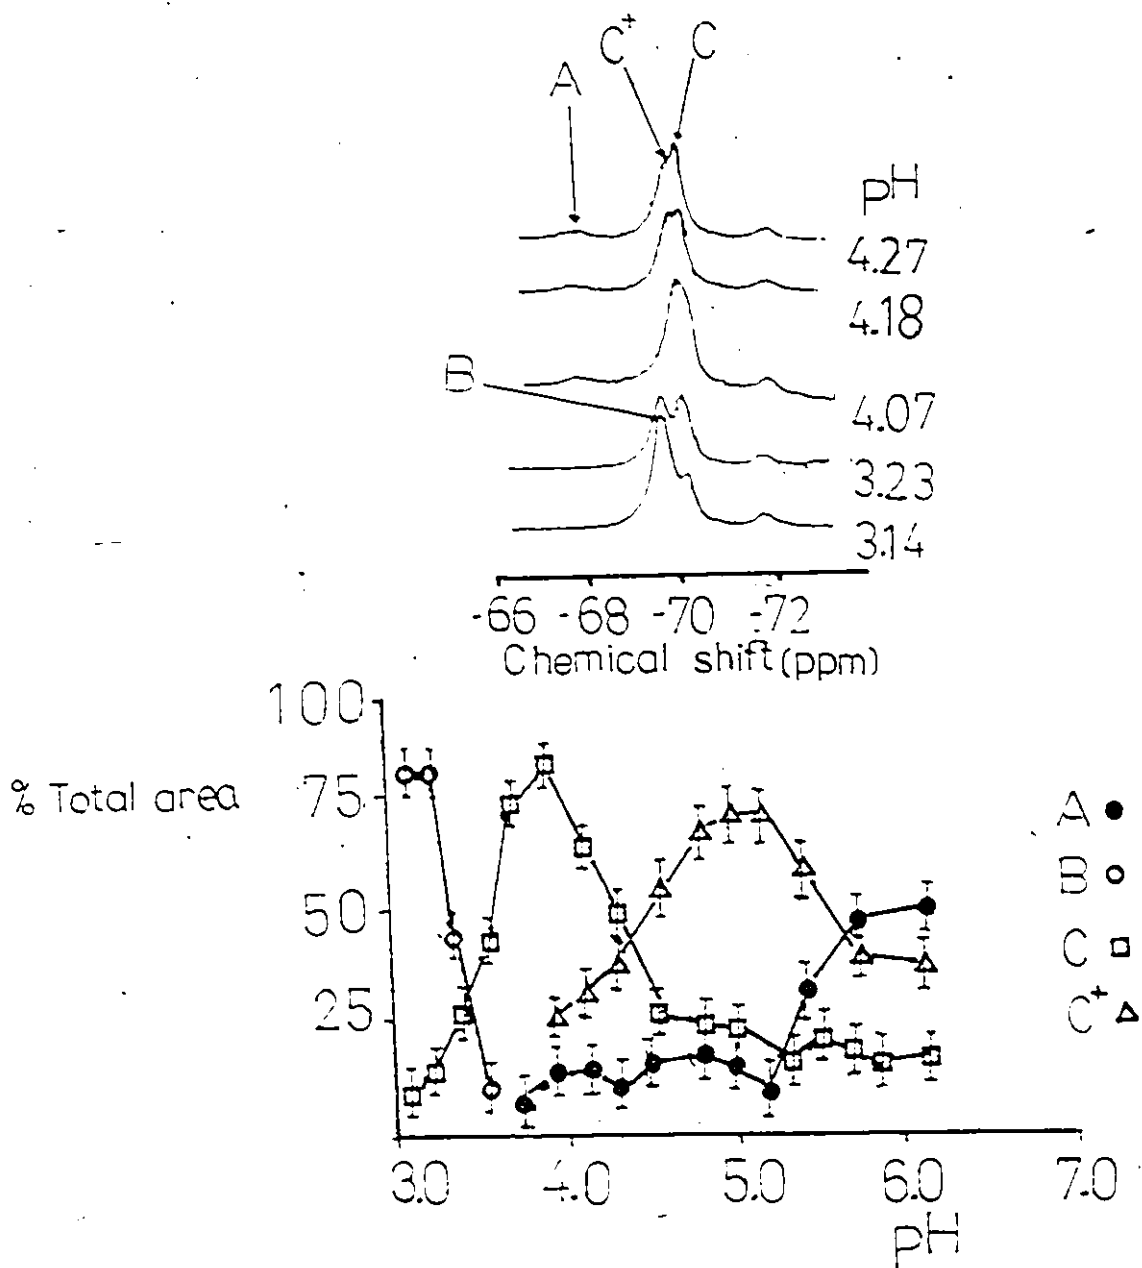 C+ C
A
pH
4.27
4.18
B
4.07
3.23
3.14
-66 -68 -70 -72
Chemical shift (ppm)
100
% Total area
75
50
25
A
B
C
C+
3.0 4.0 5.0 6.0 7.0
pH